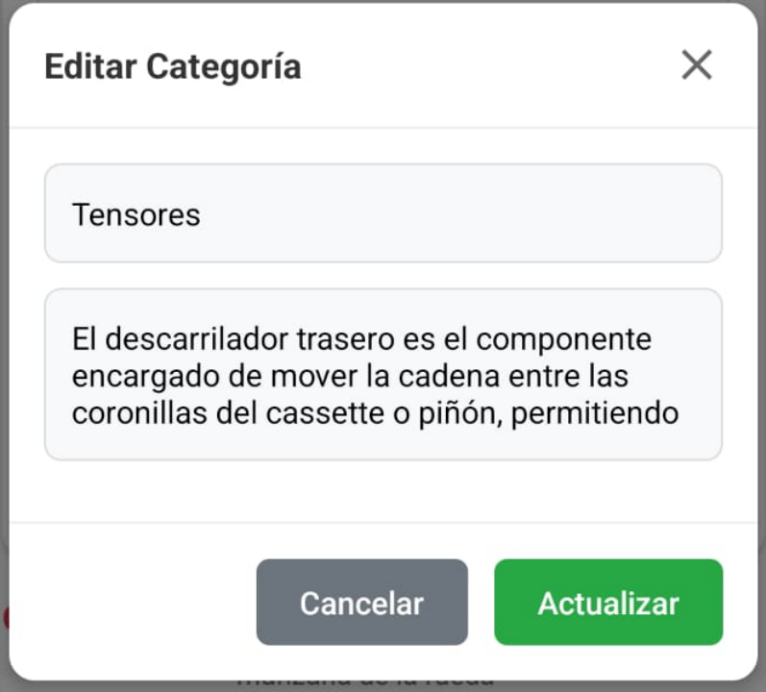 Editar Categoría
Tensores
El descarrilador trasero es el componente
encargado de mover la cadena entre las
coronillas del cassette o piñón, permitiendo
Cancelar
Actualizar